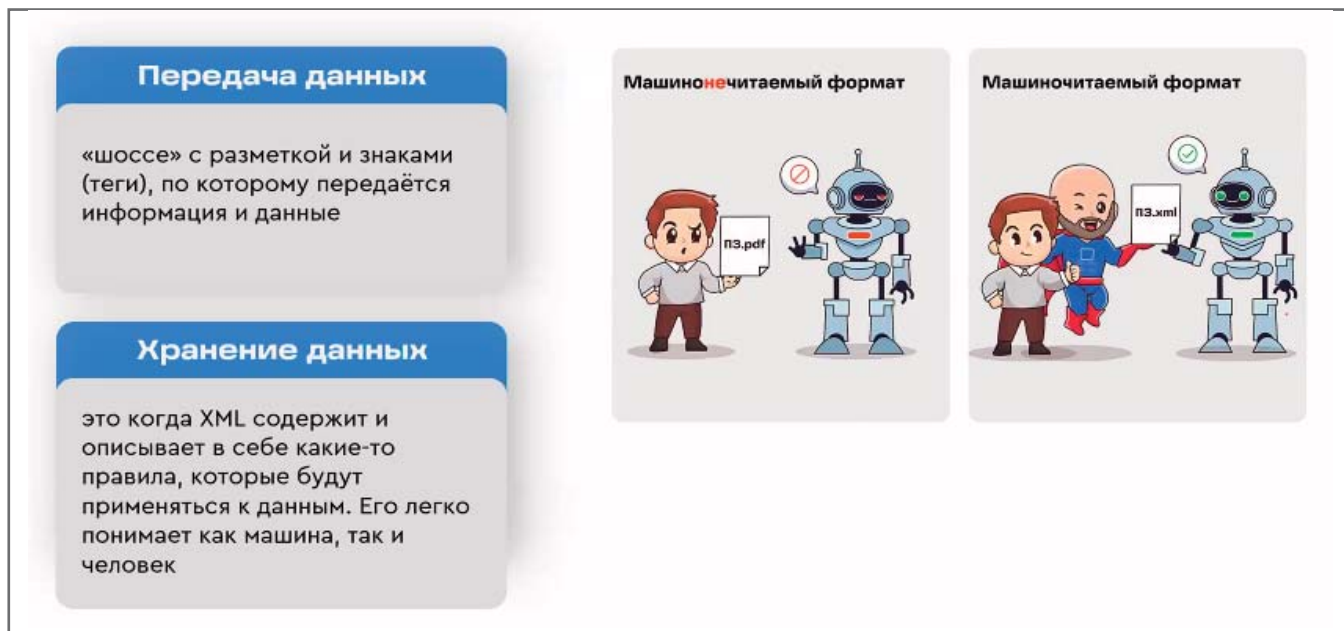 Передача данных
«шоссе» с разметкой и знаками
(теги), по которому передаётся
информация и данные
Хранение данных
это когда XML содержит и
описывает в себе какие-то
правила, которые будут
применяться к данным. Его легко
понимает как машина, так и
человек
Машинонечитаемый формат
ПЗ.pdf
Машиночитаемый формат
ПЗ.xml